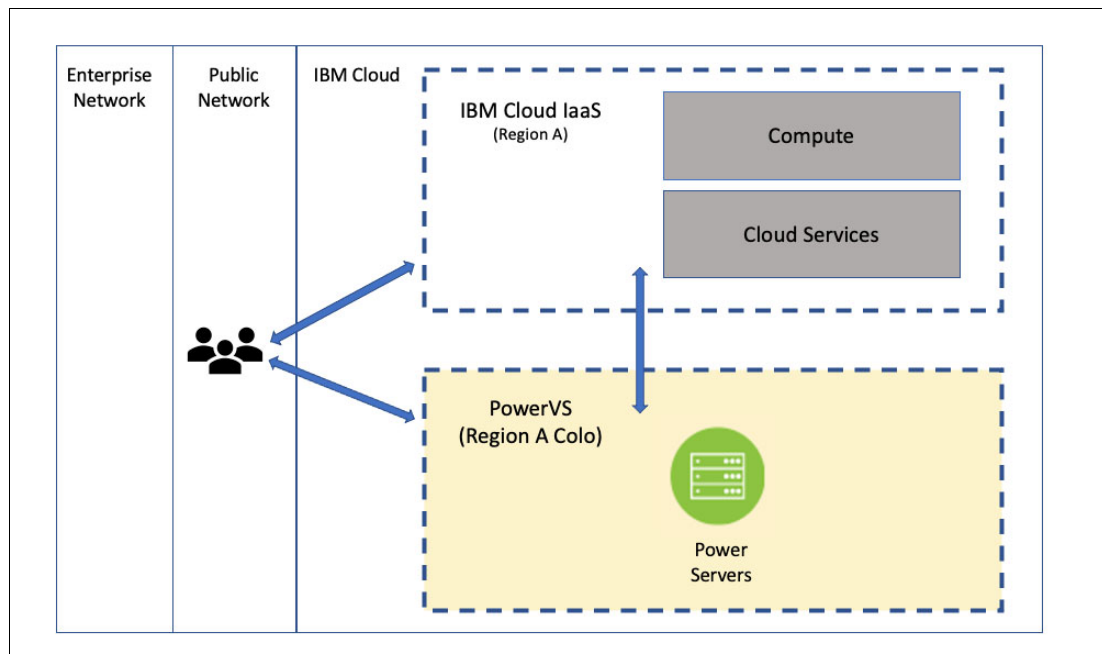 Enterprise
Network
Public
Network
IBM Cloud
IBM Cloud IaaS
(Region A)
Compute
Cloud Services
PowerVS
(Region A Colo)
Power
Servers